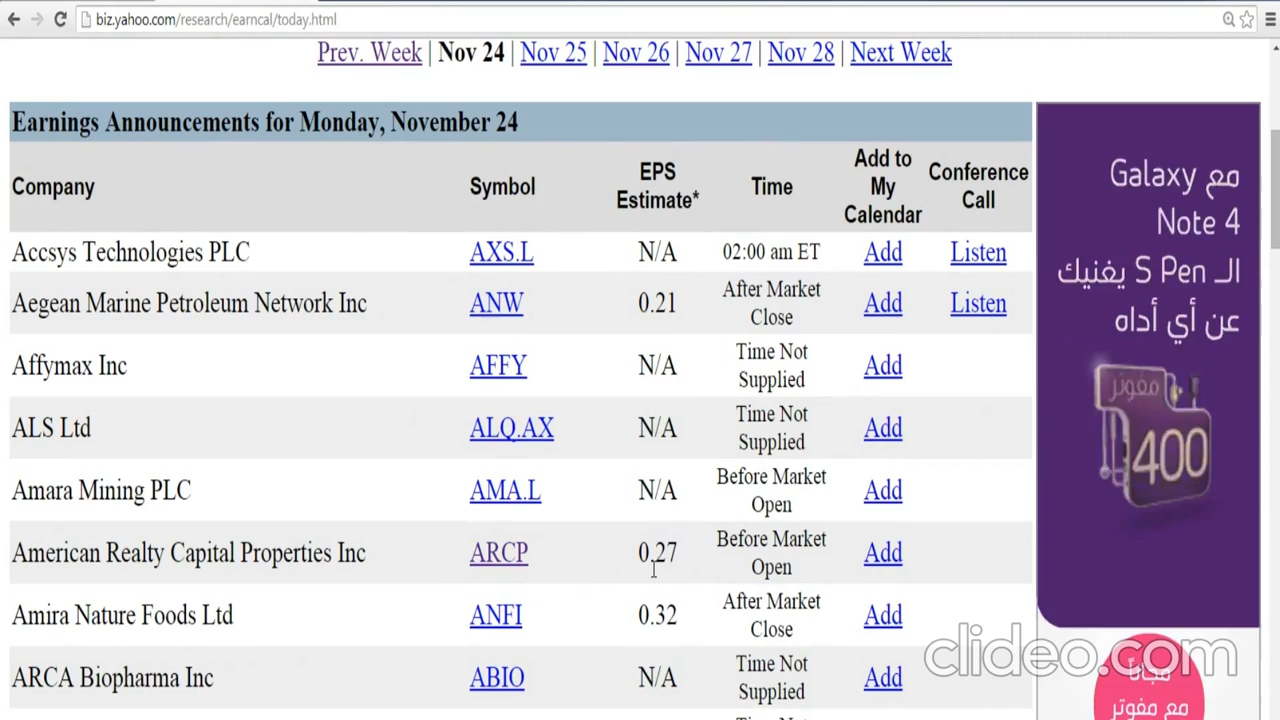 biz.yahoo.com/research/earncal/today.html
Prev. Week | Nov 24 | Nov 25 | Nov 26 | Nov 27 | Nov 28 | Next Week
Earnings Announcements for Monday, November 24
Company Symbol EPS Estimate* Time Add to My Calendar Conference Call
Accsys Technologies PLC AXS.L N/A 02:00 am ET Add Listen
Aegean Marine Petroleum Network Inc ANW 0.21 After Market Close Add Listen
Affymax Inc AFFY N/A Time Not Supplied Add
ALS Ltd ALQ.AX N/A Time Not Supplied Add
Amara Mining PLC AMA.L N/A Before Market Open Add
American Realty Capital Properties Inc ARCP 0.27 Before Market Open Add
Amira Nature Foods Ltd ANFI 0.32 After Market Close Add
ARCA Biopharma Inc ABIO N/A Time Not Supplied Add
مع Galaxy
Note 4
الـ S Pen يغنيك
عن أي أداه
مفوتر
400
مجاناً
مع مفوتر
clideo.com